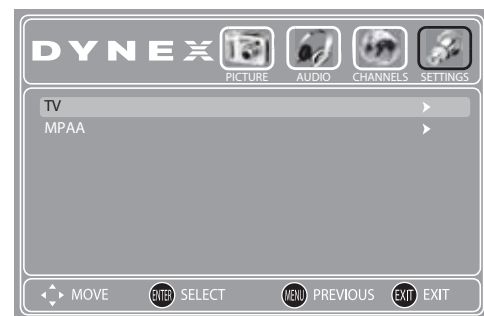 DYNEX
PICTURE AUDIO CHANNELS SETTINGS
TV
MPAA
MOVE ENTER SELECT MENU PREVIOUS EXIT EXIT